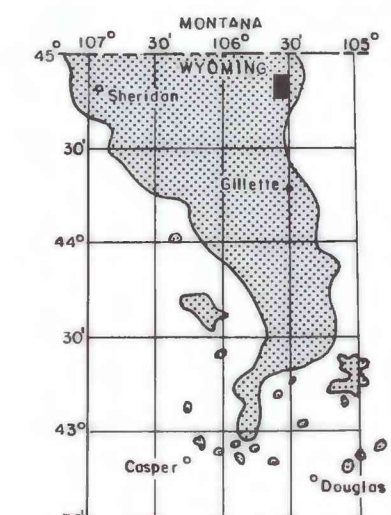 MONTANA
45° 107° 30' 106° 30' 105°
WYOMING
Sheridan
30'
Gillette
44°
30'
43°
Casper
Douglas